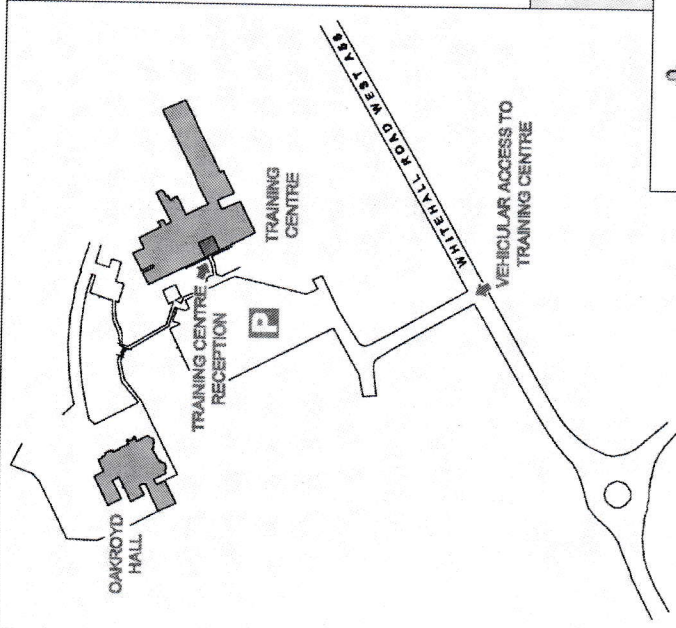 OAKROYD
HALL
TRAINING CENTRE
RECEPTION
P
TRAINING
CENTRE
WHITEHALL ROAD WEST A58
VEHICULAR ACCESS TO
TRAINING CENTRE